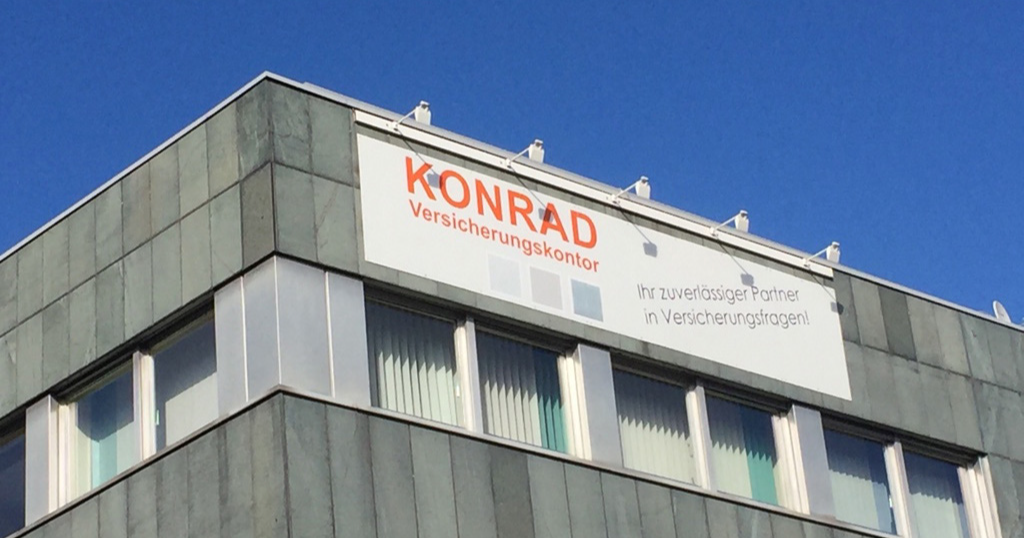 KONRAD
Versicherungskontor
Ihr zuverlässiger Partner
in Versicherungsfragen!